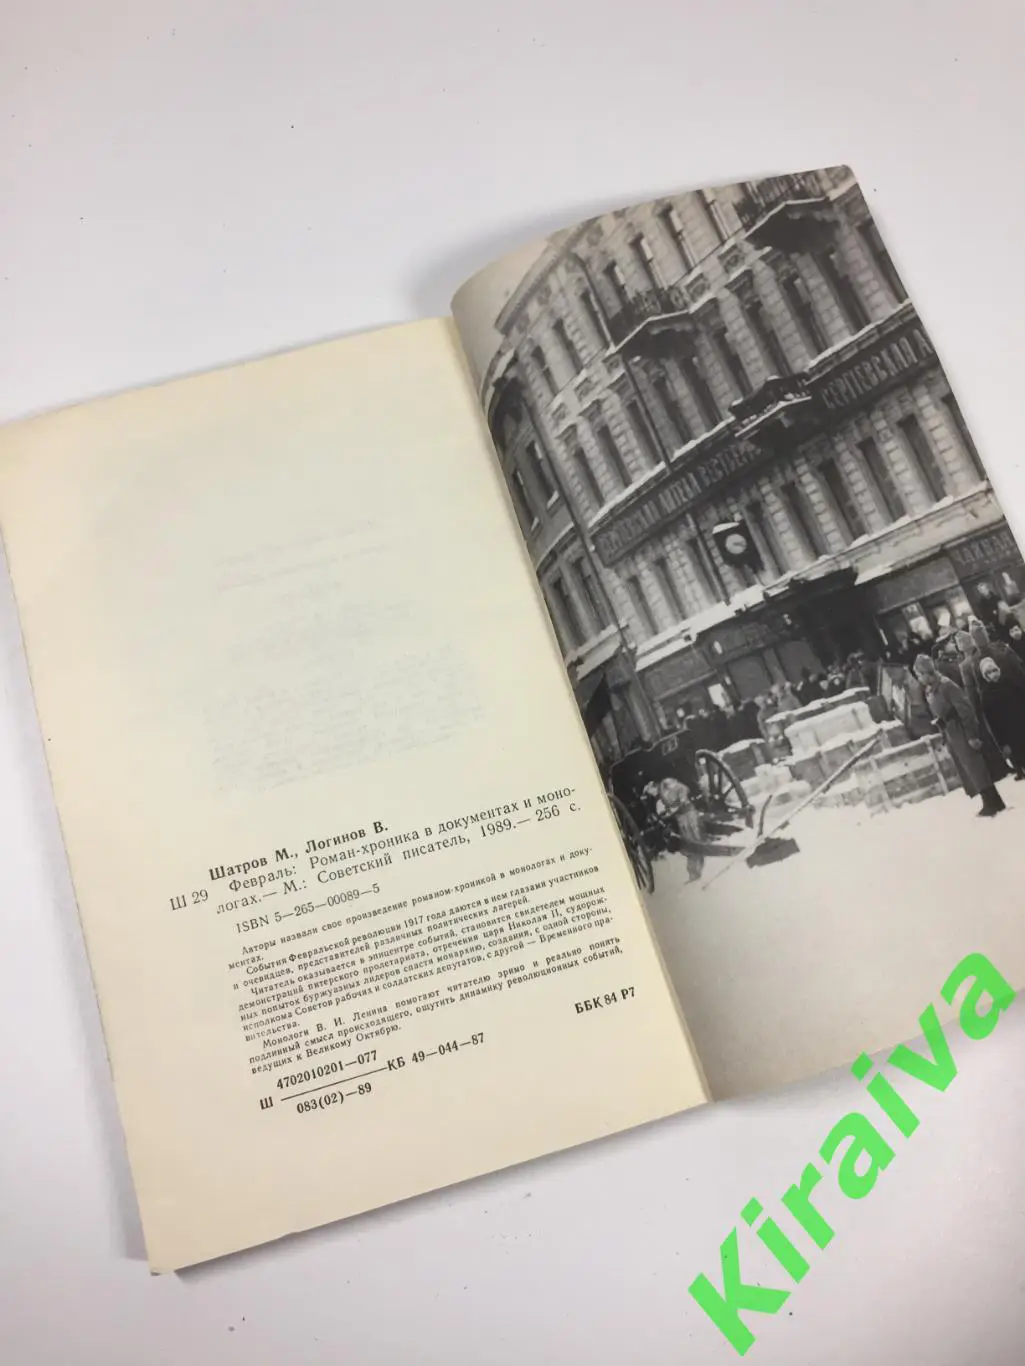 Шатров М., Логинов В.
Ш 29 Февраль: Роман-хроника в документах и моно-
логах.— М.: Советский писатель, 1989.— 256 с.
ISBN 5—265—00089—5
Авторы назвали свое произведение романом-хроникой в монологах и доку-
ментах.
События Февральской революции 1917 года даются в нем глазами участников
и очевидцев, представителей различных политических лагерей.
Читатель оказывается в эпицентре событий, становится свидетелем мощных
демонстраций питерского пролетариата, отречения царя Николая II, судорож-
ных попыток буржуазных лидеров спасти монархию, создания, с одной стороны,
исполкома Советов рабочих и солдатских депутатов, с другой — Временного пра-
вительства.
Монологи В. И. Ленина помогают читателю зримо и реально понять
подлинный смысл происходящего, ощутить динамику революционных событий,
ведущих к Великому Октябрю.
Ш 4702010201—077 КБ 49—044—87
083(02)—89
ББК 84 Р7
Kiraiva